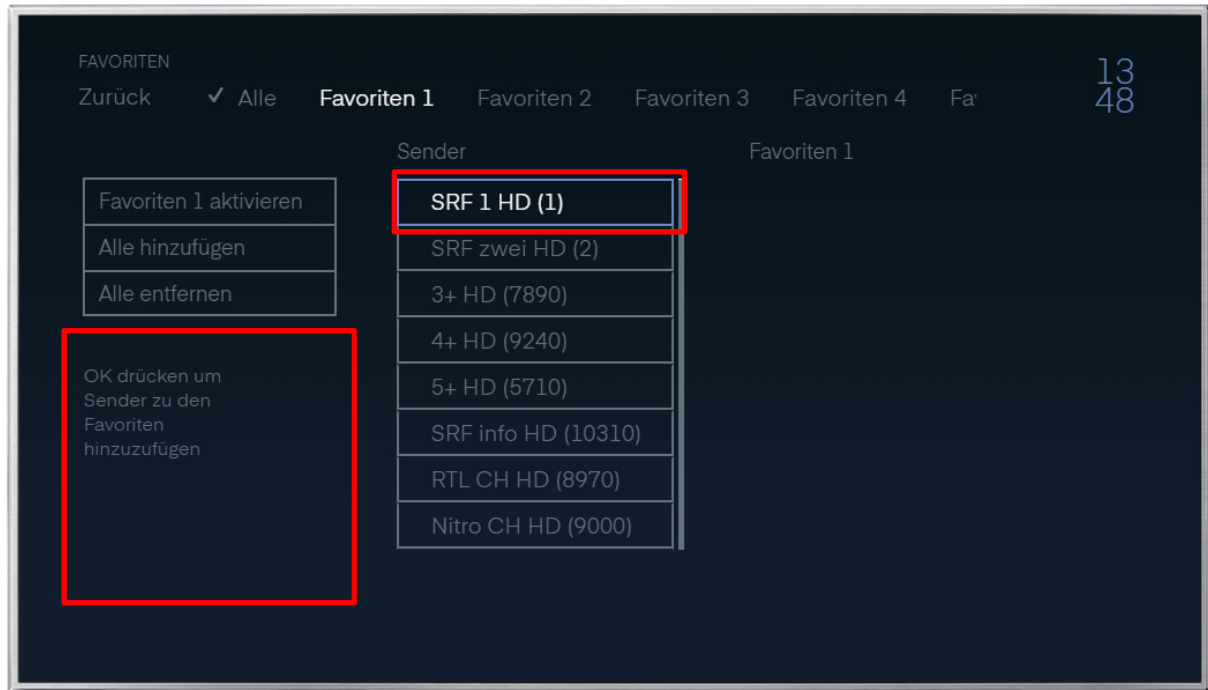 FAVORITEN
Zurück ✓ Alle Favoriten 1 Favoriten 2 Favoriten 3 Favoriten 4 Fa
13
48
Sender Favoriten 1
Favoriten 1 aktivieren
Alle hinzufügen
Alle entfernen
OK drücken um
Sender zu den
Favoriten
hinzuzufügen
SRF 1 HD (1)
SRF zwei HD (2)
3+ HD (7890)
4+ HD (9240)
5+ HD (5710)
SRF info HD (10310)
RTL CH HD (8970)
Nitro CH HD (9000)